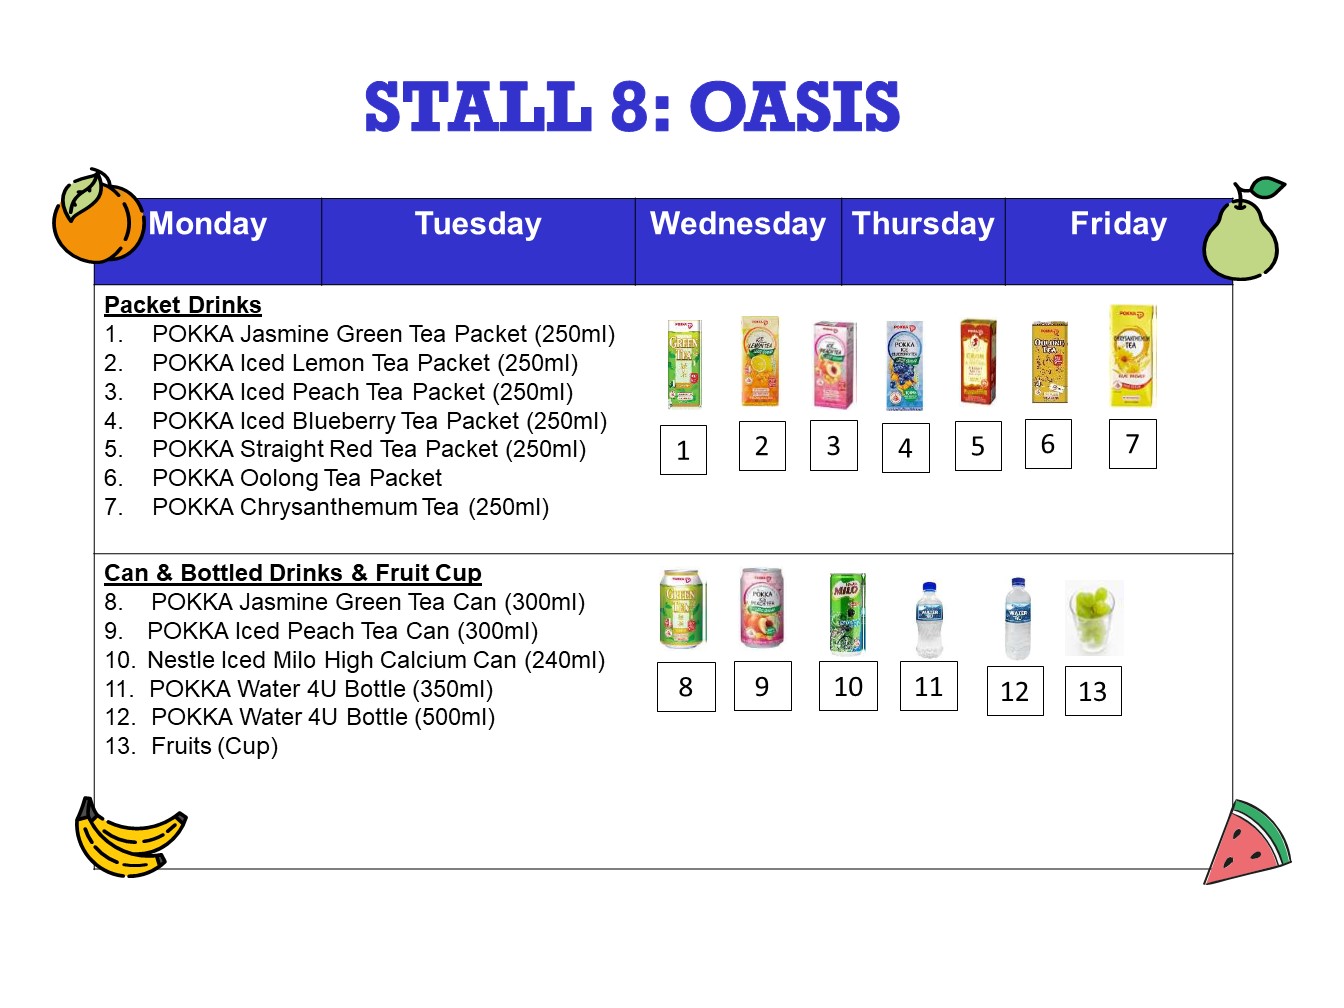 STALL 8: OASIS
Monday Tuesday Wednesday Thursday Friday
Packet Drinks
1. POKKA Jasmine Green Tea Packet (250ml)
2. POKKA Iced Lemon Tea Packet (250ml)
3. POKKA Iced Peach Tea Packet (250ml)
4. POKKA Iced Blueberry Tea Packet (250ml)
5. POKKA Straight Red Tea Packet (250ml)
6. POKKA Oolong Tea Packet
7. POKKA Chrysanthemum Tea (250ml)
1 2 3 4 5 6 7
Can & Bottled Drinks & Fruit Cup
8. POKKA Jasmine Green Tea Can (300ml)
9. POKKA Iced Peach Tea Can (300ml)
10. Nestle Iced Milo High Calcium Can (240ml)
11. POKKA Water 4U Bottle (350ml)
12. POKKA Water 4U Bottle (500ml)
13. Fruits (Cup)
8 9 10 11 12 13